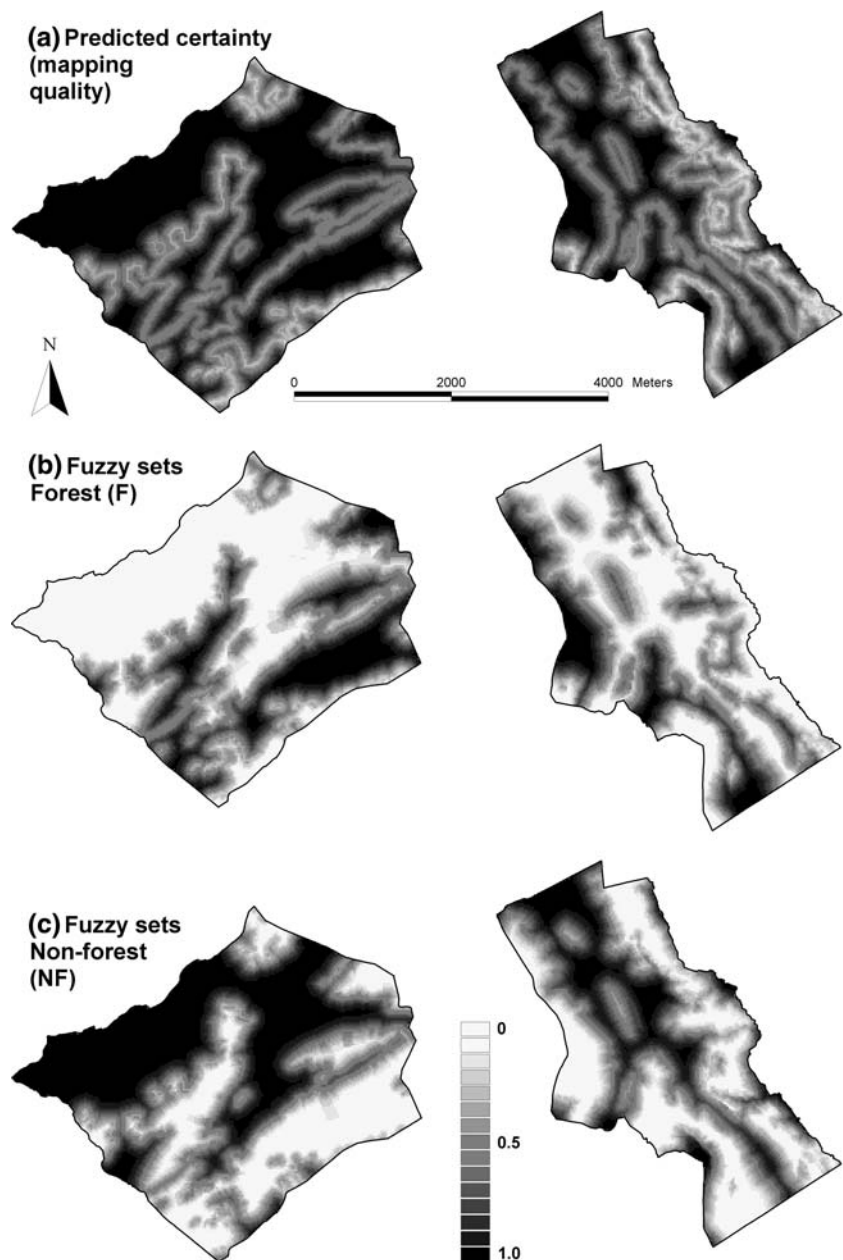 (a) Predicted certainty
(mapping
quality)
N
0 2000 4000 Meters
(b) Fuzzy sets
Forest (F)
(c) Fuzzy sets
Non-forest
(NF)
0
0.5
1.0